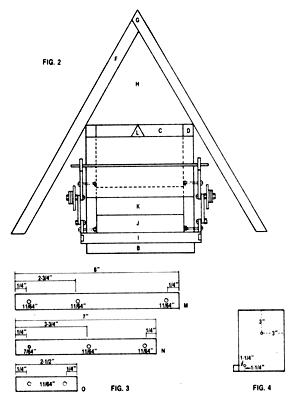 G
FIG. 2
F
H
L
C
D
K
J
I
B
8"
2-3/4"
1/4"
1/4"
11/64"
11/64"
11/64"
M
7"
3-3/4"
1/4"
1/4"
7/64"
11/64"
11/64"
N
2-1/2"
1/4"
1/4"
11/64"
O
FIG. 3
3"
3"
1-1/4"
1-1/4"
FIG. 4